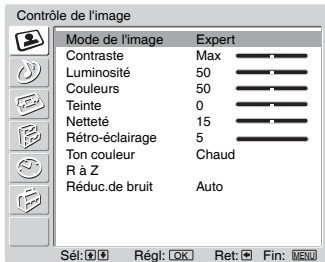 Contrôle de l'image
Mode de l'image Expert
Contraste Max
Luminosité 50
Couleurs 50
Teinte 0
Netteté 15
Rétro-éclairage 5
Ton couleur Chaud
R à Z
Réduc.de bruit Auto
Sél: Régl: OK Ret: Fin: MENU